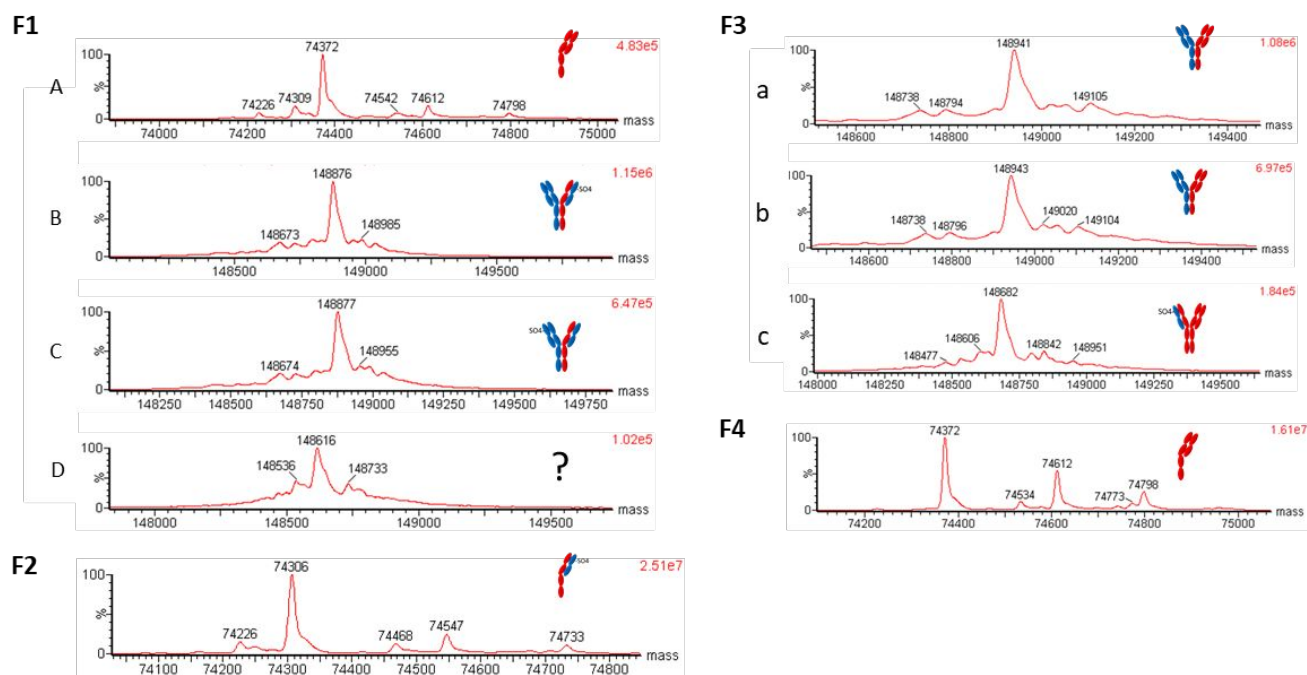 F1
A
100
%
0
74226
74309
74372
74542
74612
74798
4.83e5
74000 74200 74400 74600 74800 75000
mass
B
100
%
0
148673
148876
148985
1.15e6
SO4
148500 149000 149500
mass
C
100
%
0
148674
148877
148955
6.47e5
SO4
148250 148500 148750 149000 149250 149500 149750
mass
D
100
%
0
148536
148616
148733
1.02e5
?
148000 148500 149000 149500
mass
F2
100
%
0
74226
74306
74468
74547
74733
2.51e7
SO4
74100 74200 74300 74400 74500 74600 74700 74800
mass
F3
a
100
%
0
148738
148794
148941
149105
1.08e6
148600 148800 149000 149200 149400
mass
b
100
%
0
148738
148796
148943
149020
149104
6.97e5
148600 148800 149000 149200 149400
mass
c
100
%
0
148477
148606
148682
148842
148951
1.84e5
SO4
148000 148250 148500 148750 149000 149250 149500
mass
F4
100
%
0
74372
74534
74612
74773
74798
1.61e7
74200 74400 74600 74800 75000
mass